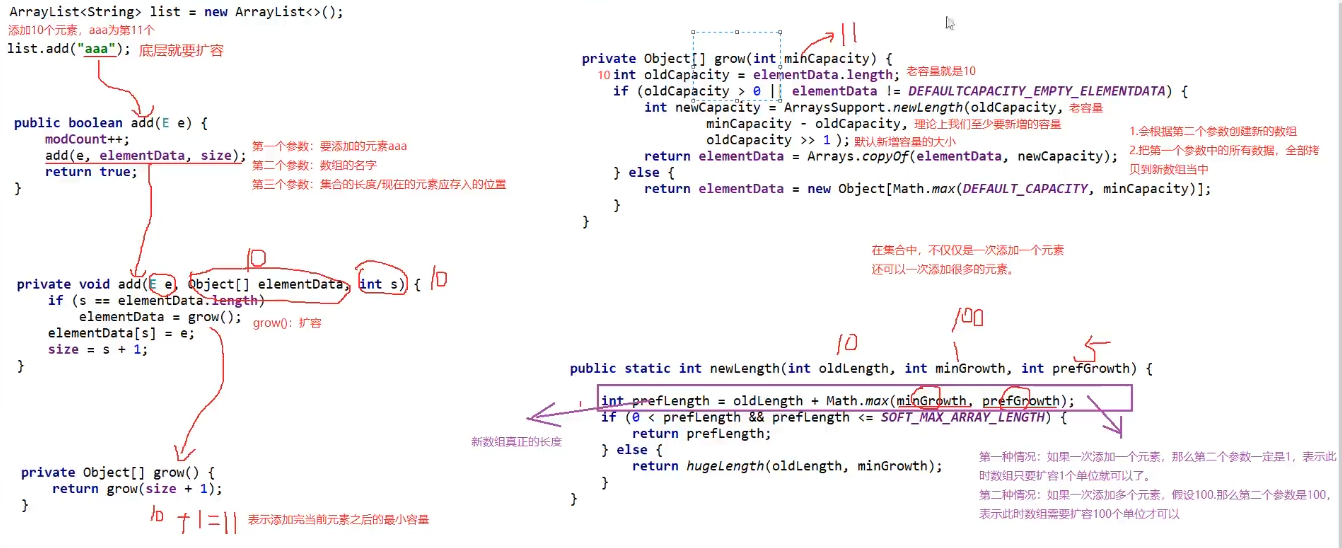 ArrayList<String> list = new ArrayList<>();
添加10个元素，aaa为第11个
list.add("aaa"); 底层就要扩容
public boolean add(E e) {
modCount++;
add(e, elementData, size);
return true;
}
第一个参数：要添加的元素aaa
第二个参数：数组的名字
第三个参数：集合的长度/现在的元素应存入的位置
10
private void add(E e, Object[] elementData, int s) { 10
if (s == elementData.length)
elementData = grow();
grow()：扩容
elementData[s] = e;
size = s + 1;
}
private Object[] grow() {
return grow(size + 1);
}
10 +1=11 表示添加完当前元素之后的最小容量
11
private Object[] grow(int minCapacity) {
10 int oldCapacity = elementData.length; 老容量就是10
if (oldCapacity > 0 || elementData != DEFAULTCAPACITY_EMPTY_ELEMENTDATA) {
int newCapacity = ArraysSupport.newLength(oldCapacity, 老容量
minCapacity - oldCapacity, 理论上我们至少要新增的容量
oldCapacity >> 1 ); 默认新增容量的大小
return elementData = Arrays.copyOf(elementData, newCapacity);
} else {
return elementData = new Object[Math.max(DEFAULT_CAPACITY, minCapacity)];
}
}
1.会根据第二个参数创建新的数组
2.把第一个参数中的所有数据，全部拷
贝到新数组当中
在集合中，不仅仅是一次添加一个元素
还可以一次添加很多的元素。
10 100 5
public static int newLength(int oldLength, int minGrowth, int prefGrowth) {
1
int prefLength = oldLength + Math.max(minGrowth, prefGrowth);
if (0 < prefLength && prefLength <= SOFT_MAX_ARRAY_LENGTH) {
return prefLength;
} else {
return hugeLength(oldLength, minGrowth);
}
}
新数组真正的长度
第一种情况：如果一次添加一个元素，那么第二个参数一定是1，表示此
时数组只要扩容1个单位就可以了。
第二种情况：如果一次添加多个元素，假设100.那么第二个参数是100，
表示此时数组需要扩容100个单位才可以